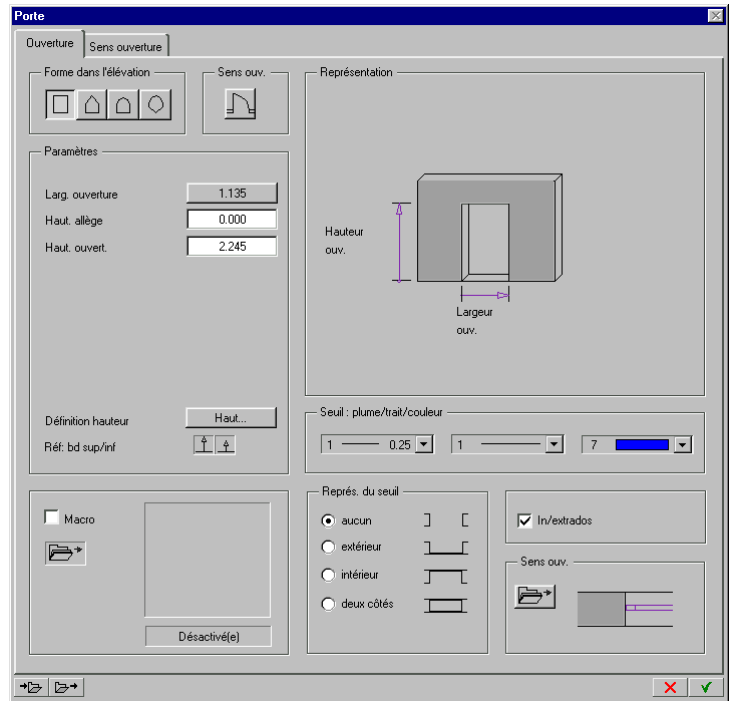 Porte
Ouverture
Sens ouverture
Forme dans l'élévation
Sens ouv.
Représentation
Paramètres
Larg. ouverture 1.135
Haut. allège 0.000
Haut. ouvert. 2.245
Hauteur
ouv.
Largeur
ouv.
Définition hauteur Haut...
Réf: bd sup/inf
Seuil : plume/trait/couleur
1 0.25 1 7
Macro
Désactivé(e)
Représ. du seuil
aucun
extérieur
intérieur
deux côtés
In/extrados
Sens ouv.